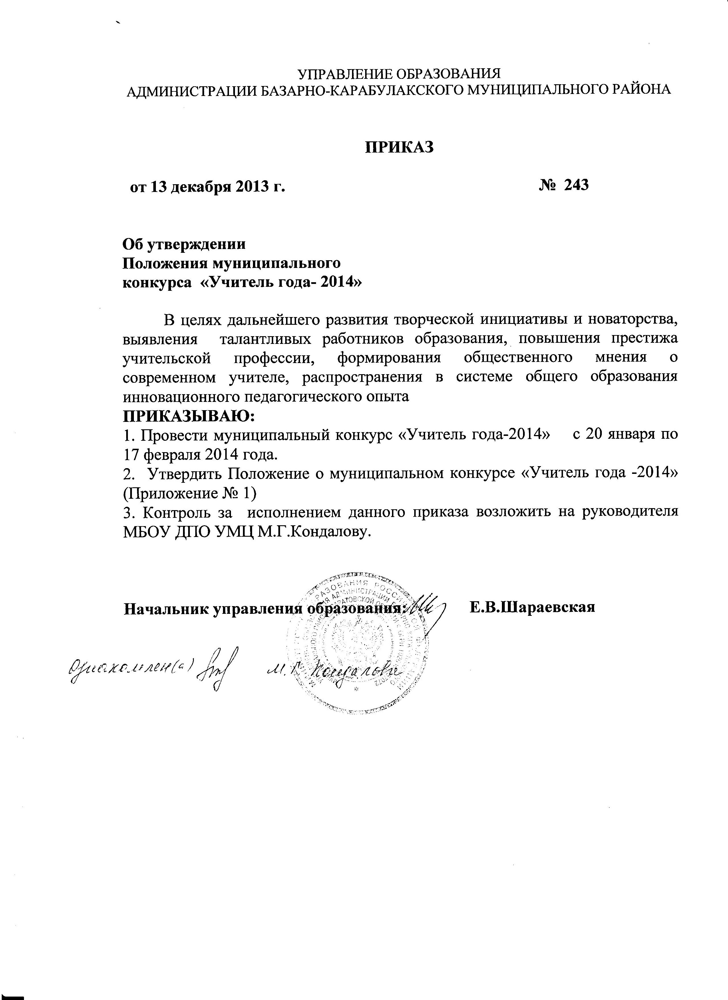 УПРАВЛЕНИЕ ОБРАЗОВАНИЯ
АДМИНИСТРАЦИИ БАЗАРНО-КАРАБУЛАКСКОГО МУНИЦИПАЛЬНОГО РАЙОНА
ПРИКАЗ
от 13 декабря 2013 г. № 243
Об утверждении
Положения муниципального
конкурса «Учитель года- 2014»
В целях дальнейшего развития творческой инициативы и новаторства,
выявления талантливых работников образования, повышения престижа
учительской профессии, формирования общественного мнения о
современном учителе, распространения в системе общего образования
инновационного педагогического опыта
ПРИКАЗЫВАЮ:
1. Провести муниципальный конкурс «Учитель года-2014» с 20 января по
17 февраля 2014 года.
2. Утвердить Положение о муниципальном конкурсе «Учитель года -2014»
(Приложение № 1)
3. Контроль за исполнением данного приказа возложить на руководителя
МБОУ ДПО УМЦ М.Г.Кондалову.
Начальник управления образования: Е.В.Шараевская
Ознакомлен(а) М.Г. Кондалова